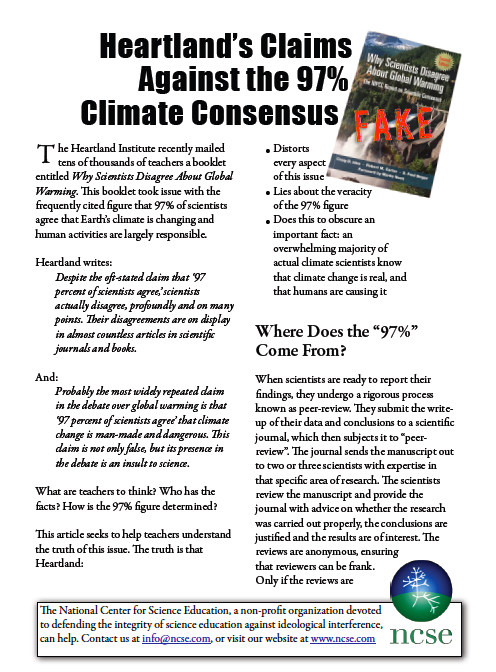 Heartland's Claims
Against the 97%
Climate Consensus
Why Scientists Disagree
About Global Warming
FAKE
The Heartland Institute recently mailed
tens of thousands of teachers a booklet
entitled Why Scientists Disagree About Global
Warming. This booklet took issue with the
frequently cited figure that 97% of scientists
agree that Earth's climate is changing and
human activities are largely responsible.
Heartland writes:
Despite the oft-stated claim that '97
percent of scientists agree,' scientists
actually disagree, profoundly and on many
points. Their disagreements are on display
in almost countless articles in scientific
journals and books.
And:
Probably the most widely repeated claim
in the debate over global warming is that
'97 percent of scientists agree' that climate
change is man-made and dangerous. This
claim is not only false, but its presence in
the debate is an insult to science.
What are teachers to think? Who has the
facts? How is the 97% figure determined?
This article seeks to help teachers understand
the truth of this issue. The truth is that
Heartland:
• Distorts
every aspect
of this issue
• Lies about the veracity
of the 97% figure
• Does this to obscure an
important fact: an
overwhelming majority of
actual climate scientists know
that climate change is real, and
that humans are causing it
Where Does the "97%"
Come From?
When scientists are ready to report their
findings, they undergo a rigorous process
known as peer-review. They submit the write-
up of their data and conclusions to a scientific
journal, which then subjects it to "peer-
review". The journal sends the manuscript out
to two or three scientists with expertise in
that specific area of research. The scientists
review the manuscript and provide the
journal with advice on whether the research
was carried out properly, the conclusions are
justified and the results are of interest. The
reviews are anonymous, ensuring
that reviewers can be frank.
Only if the reviews are
The National Center for Science Education, a non-profit organization devoted
to defending the integrity of science education against ideological interference,
can help. Contact us at info@ncse.com, or visit our website at www.ncse.com
ncse